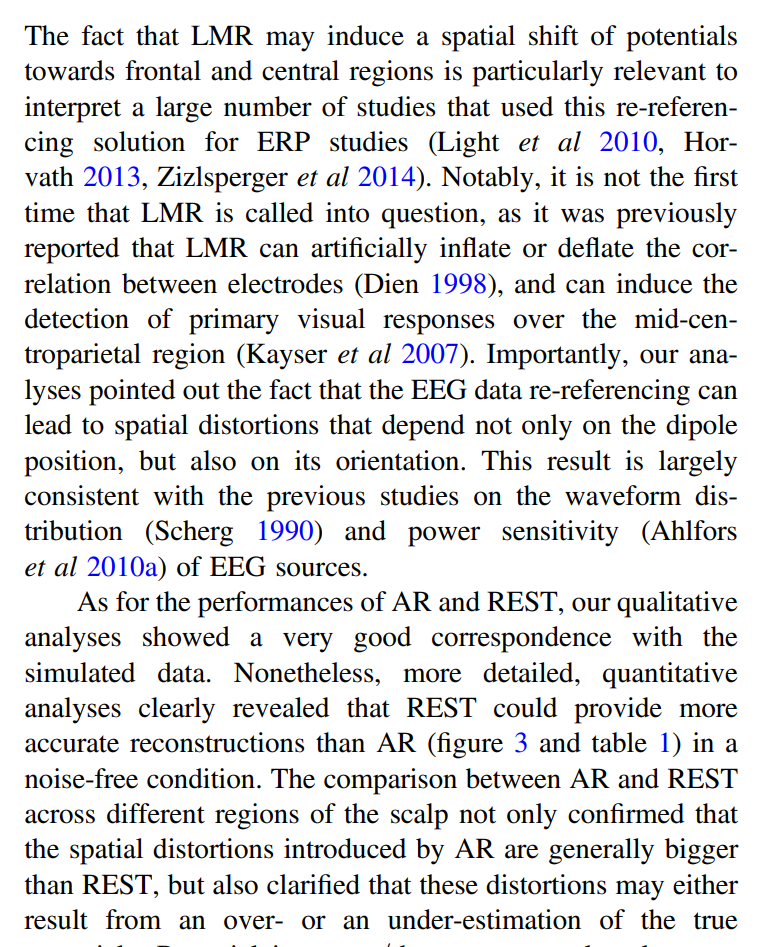 The fact that LMR may induce a spatial shift of potentials
towards frontal and central regions is particularly relevant to
interpret a large number of studies that used this re-referen-
cing solution for ERP studies (Light et al 2010, Hor-
vath 2013, Zizlsperger et al 2014). Notably, it is not the first
time that LMR is called into question, as it was previously
reported that LMR can artificially inflate or deflate the cor-
relation between electrodes (Dien 1998), and can induce the
detection of primary visual responses over the mid-cen-
troparietal region (Kayser et al 2007). Importantly, our ana-
lyses pointed out the fact that the EEG data re-referencing can
lead to spatial distortions that depend not only on the dipole
position, but also on its orientation. This result is largely
consistent with the previous studies on the waveform dis-
tribution (Scherg 1990) and power sensitivity (Ahlfors
et al 2010a) of EEG sources.
As for the performances of AR and REST, our qualitative
analyses showed a very good correspondence with the
simulated data. Nonetheless, more detailed, quantitative
analyses clearly revealed that REST could provide more
accurate reconstructions than AR (figure 3 and table 1) in a
noise-free condition. The comparison between AR and REST
across different regions of the scalp not only confirmed that
the spatial distortions introduced by AR are generally bigger
than REST, but also clarified that these distortions may either
result from an over- or an under-estimation of the true